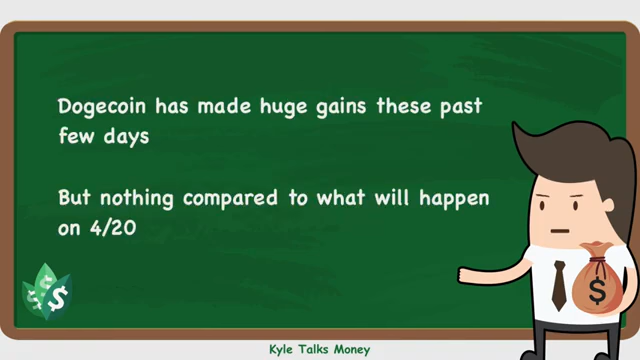 Dogecoin has made huge gains these past
few days
But nothing compared to what will happen
on 4/20
$
$
$
$
Kyle Talks Money